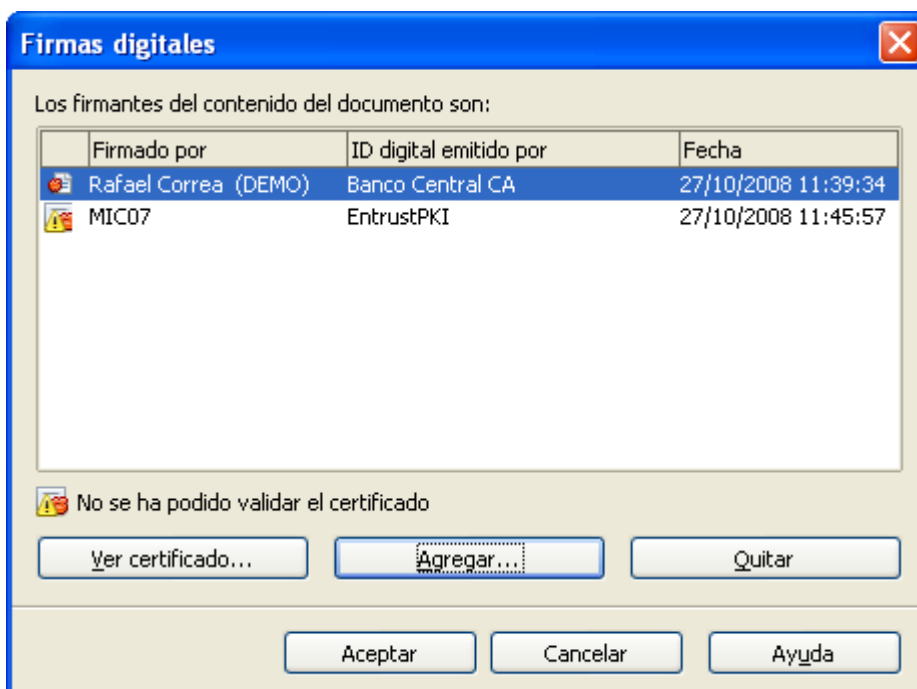 Firmas digitales
Los firmantes del contenido del documento son:
Firmado por ID digital emitido por Fecha
Rafael Correa (DEMO) Banco Central CA 27/10/2008 11:39:34
MIC07 EntrustPKI 27/10/2008 11:45:57
No se ha podido validar el certificado
Ver certificado... Agregar... Quitar
Aceptar Cancelar Ayuda